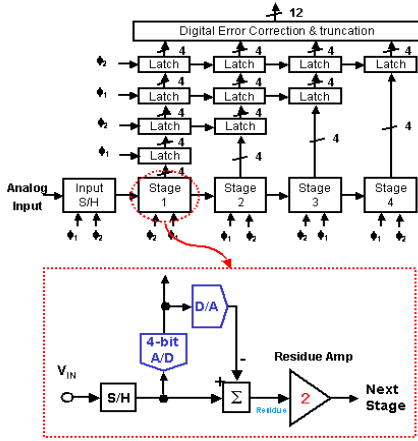 12
Digital Error Correction & truncation
4 4 4 4
ϕ2 Latch Latch Latch Latch
4 4 4
ϕ1 Latch Latch Latch
4 4
ϕ2 Latch Latch
4
ϕ1 Latch
4 4 4 4
Analog Input
Input S/H
Stage 1
Stage 2
Stage 3
Stage 4
ϕ1 ϕ2 ϕ2 ϕ1 ϕ1 ϕ2 ϕ2 ϕ1 ϕ1 ϕ2
D/A
4-bit A/D
-
Residue Amp
VIN
S/H
+
Σ
Residue
2
Next Stage